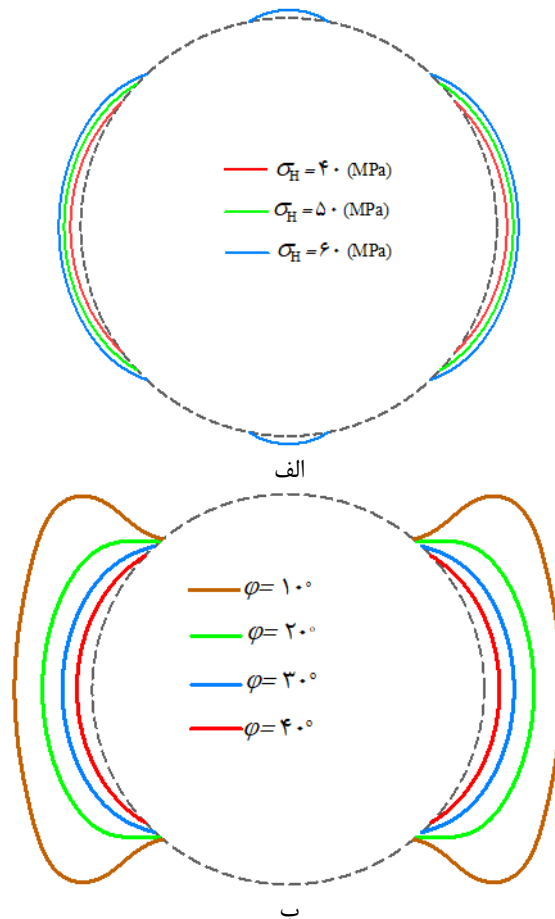 σH = ۴۰ (MPa)
σH = ۵۰ (MPa)
σH = ۶۰ (MPa)
الف
φ= ۱۰°
φ= ۲۰°
φ= ۳۰°
φ= ۴۰°
ب